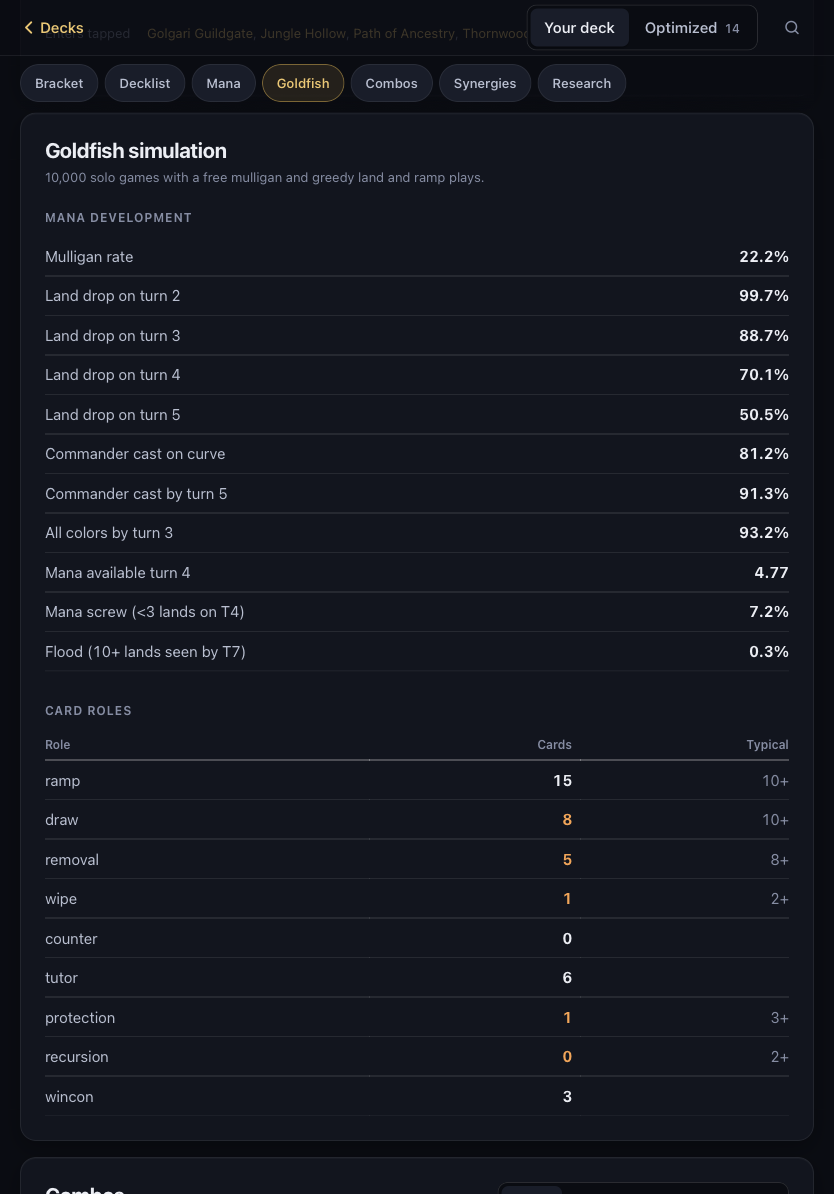 Decks
Enters tapped Golgari Guildgate, Jungle Hollow, Path of Ancestry, Thornwood
Your deck Optimized 14
Bracket Decklist Mana Goldfish Combos Synergies Research
Goldfish simulation
10,000 solo games with a free mulligan and greedy land and ramp plays.
MANA DEVELOPMENT
Mulligan rate 22.2%
Land drop on turn 2 99.7%
Land drop on turn 3 88.7%
Land drop on turn 4 70.1%
Land drop on turn 5 50.5%
Commander cast on curve 81.2%
Commander cast by turn 5 91.3%
All colors by turn 3 93.2%
Mana available turn 4 4.77
Mana screw (<3 lands on T4) 7.2%
Flood (10+ lands seen by T7) 0.3%
CARD ROLES
Role Cards Typical
ramp 15 10+
draw 8 10+
removal 5 8+
wipe 1 2+
counter 0
tutor 6
protection 1 3+
recursion 0 2+
wincon 3
Combos